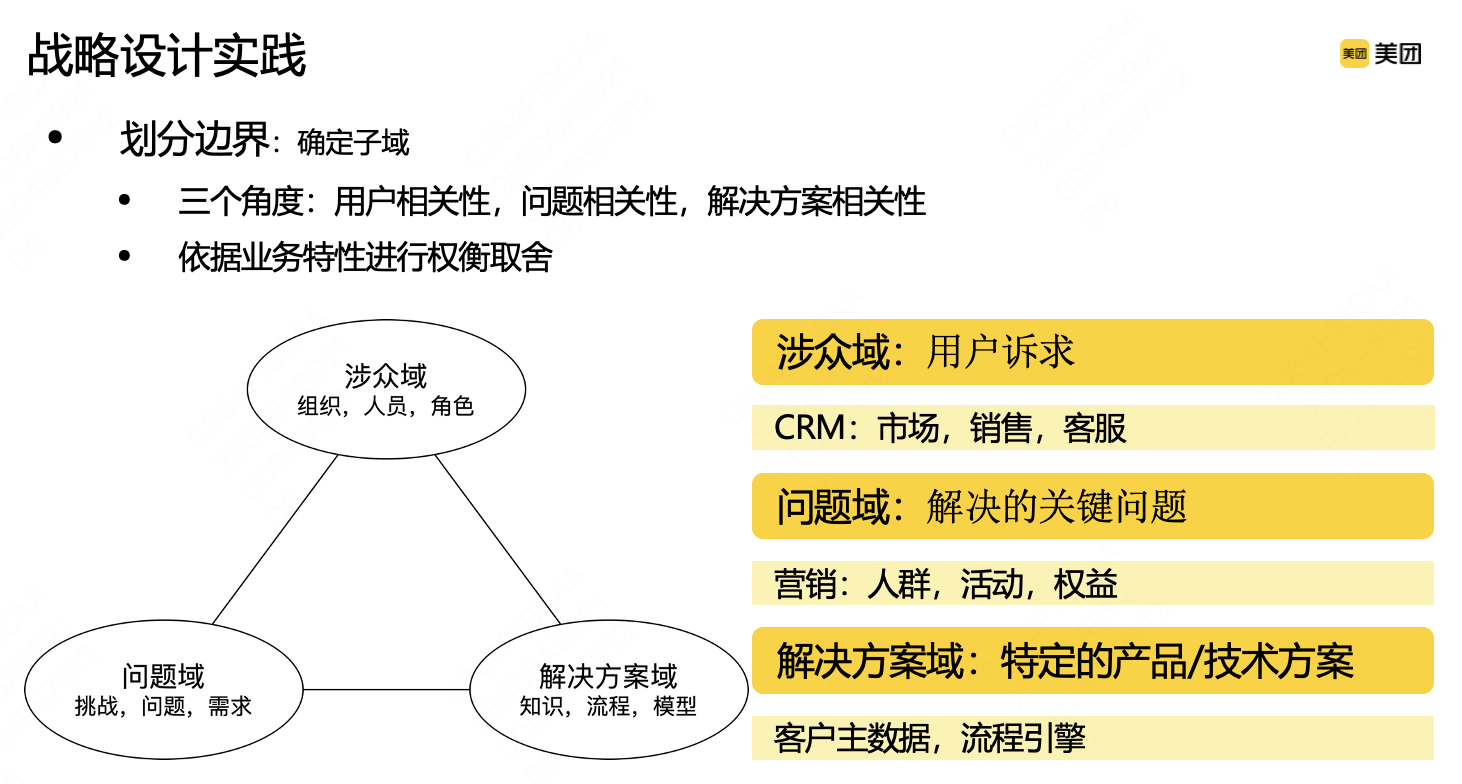 战略设计实践
美团 美团
划分边界：确定子域
三个角度：用户相关性，问题相关性，解决方案相关性
依据业务特性进行权衡取舍
涉众域
组织，人员，角色
问题域
挑战，问题，需求
解决方案域
知识，流程，模型
涉众域：用户诉求
CRM：市场，销售，客服
问题域：解决的关键问题
营销：人群，活动，权益
解决方案域：特定的产品/技术方案
客户主数据，流程引擎